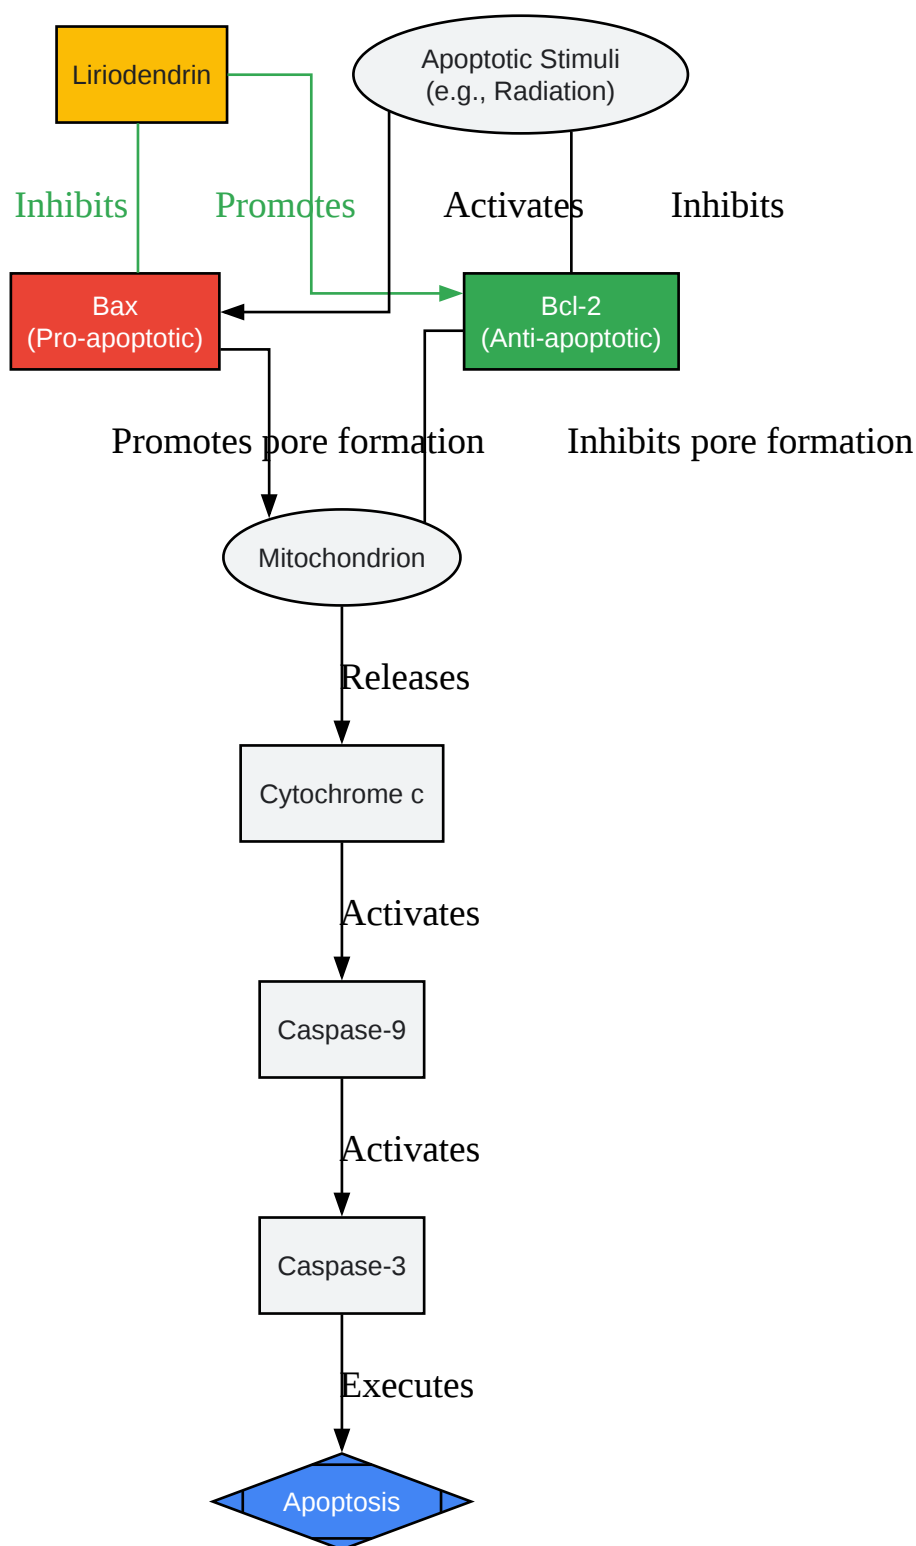 Liriodendrin
Apoptotic Stimuli
(e.g., Radiation)
Inhibits
Promotes
Activates
Inhibits
Bax
(Pro-apoptotic)
Bcl-2
(Anti-apoptotic)
Promotes pore formation
Inhibits pore formation
Mitochondrion
Releases
Cytochrome c
Activates
Caspase-9
Activates
Caspase-3
Executes
Apoptosis